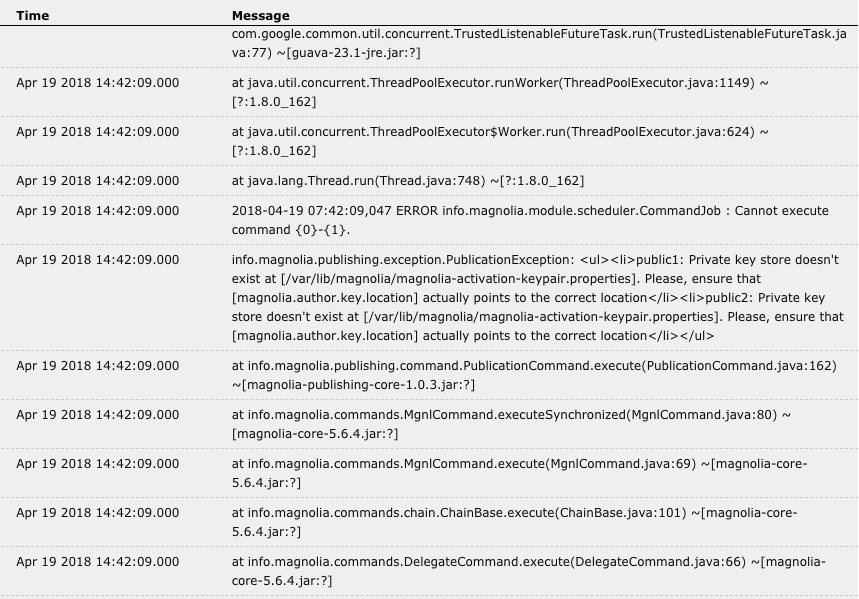 Time Message
com.google.common.util.concurrent.TrustedListenableFutureTask.run(TrustedListenableFutureTask.ja
va:77) ~[guava-23.1-jre.jar:?]
Apr 19 2018 14:42:09.000 at java.util.concurrent.ThreadPoolExecutor.runWorker(ThreadPoolExecutor.java:1149) ~
[?:1.8.0_162]
Apr 19 2018 14:42:09.000 at java.util.concurrent.ThreadPoolExecutor$Worker.run(ThreadPoolExecutor.java:624) ~
[?:1.8.0_162]
Apr 19 2018 14:42:09.000 at java.lang.Thread.run(Thread.java:748) ~[?:1.8.0_162]
Apr 19 2018 14:42:09.000 2018-04-19 07:42:09,047 ERROR info.magnolia.module.scheduler.CommandJob : Cannot execute
command {0}-{1}.
Apr 19 2018 14:42:09.000 info.magnolia.publishing.exception.PublicationException: <ul><li>public1: Private key store doesn't
exist at [/var/lib/magnolia/magnolia-activation-keypair.properties]. Please, ensure that
[magnolia.author.key.location] actually points to the correct location</li><li>public2: Private key
store doesn't exist at [/var/lib/magnolia/magnolia-activation-keypair.properties]. Please, ensure that
[magnolia.author.key.location] actually points to the correct location</li></ul>
Apr 19 2018 14:42:09.000 at info.magnolia.publishing.command.PublicationCommand.execute(PublicationCommand.java:162)
~[magnolia-publishing-core-1.0.3.jar:?]
Apr 19 2018 14:42:09.000 at info.magnolia.commands.MgnlCommand.executeSynchronized(MgnlCommand.java:80) ~
[magnolia-core-5.6.4.jar:?]
Apr 19 2018 14:42:09.000 at info.magnolia.commands.MgnlCommand.execute(MgnlCommand.java:69) ~[magnolia-core-
5.6.4.jar:?]
Apr 19 2018 14:42:09.000 at info.magnolia.commands.chain.ChainBase.execute(ChainBase.java:101) ~[magnolia-core-
5.6.4.jar:?]
Apr 19 2018 14:42:09.000 at info.magnolia.commands.DelegateCommand.execute(DelegateCommand.java:66) ~[magnolia-
core-5.6.4.jar:?]